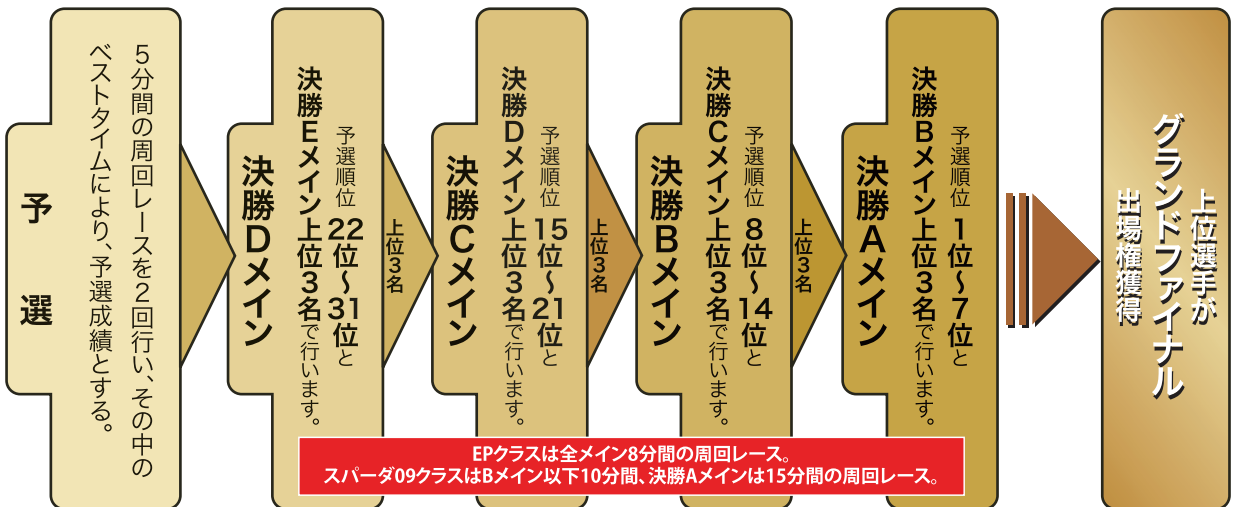 予選
5分間の周回レースを2回行い、その中の
ベストタイムにより、予選成績とする。
決勝Dメイン
予選順位22位〜31位と
決勝Eメイン上位3名で行います。
上位3名
決勝Cメイン
予選順位15位〜21位と
決勝Dメイン上位3名で行います。
上位3名
決勝Bメイン
予選順位8位〜14位と
決勝Cメイン上位3名で行います。
上位3名
決勝Aメイン
予選順位1位〜7位と
決勝Bメイン上位3名で行います。
上位選手が
グランドファイナル
出場権獲得
EPクラスは全メイン8分間の周回レース。
スパーダ09クラスはBメイン以下10分間、決勝Aメインは15分間の周回レース。